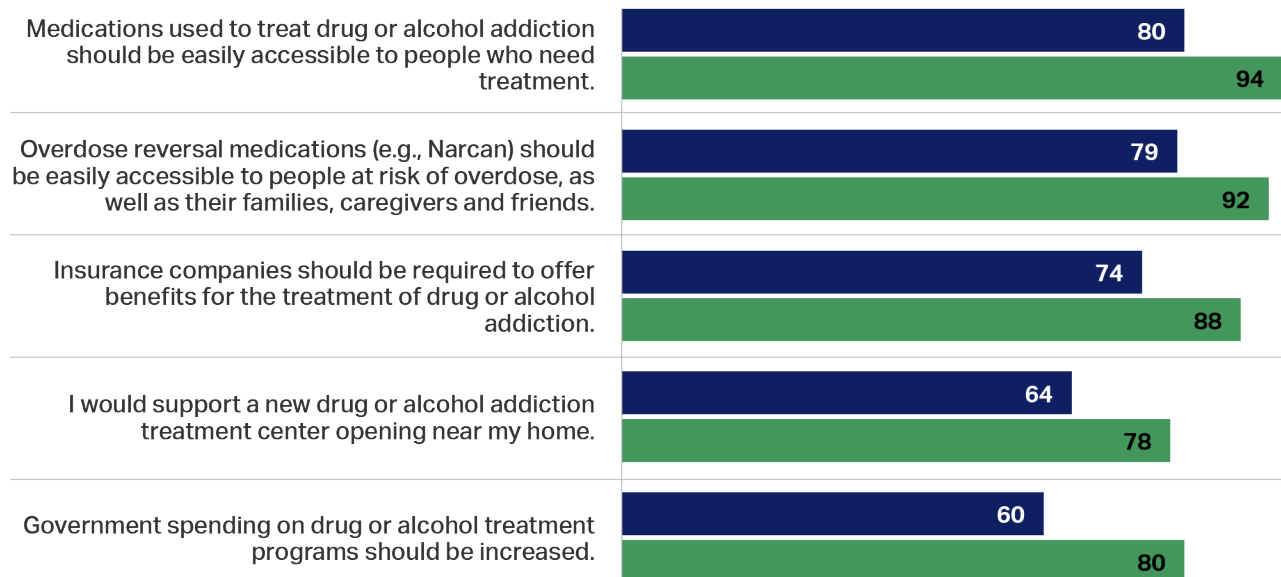 Medications used to treat drug or alcohol addiction
should be easily accessible to people who need
treatment.
80
94
Overdose reversal medications (e.g., Narcan) should
be easily accessible to people at risk of overdose, as
well as their families, caregivers and friends.
79
92
Insurance companies should be required to offer
benefits for the treatment of drug or alcohol
addiction.
74
88
I would support a new drug or alcohol addiction
treatment center opening near my home.
64
78
Government spending on drug or alcohol treatment
programs should be increased.
60
80